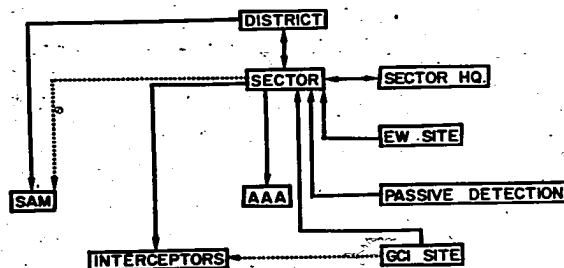 DISTRICT
SECTOR
SECTOR HQ.
EW SITE
SAM
AAA
PASSIVE DETECTION
INTERCEPTORS
GCI SITE